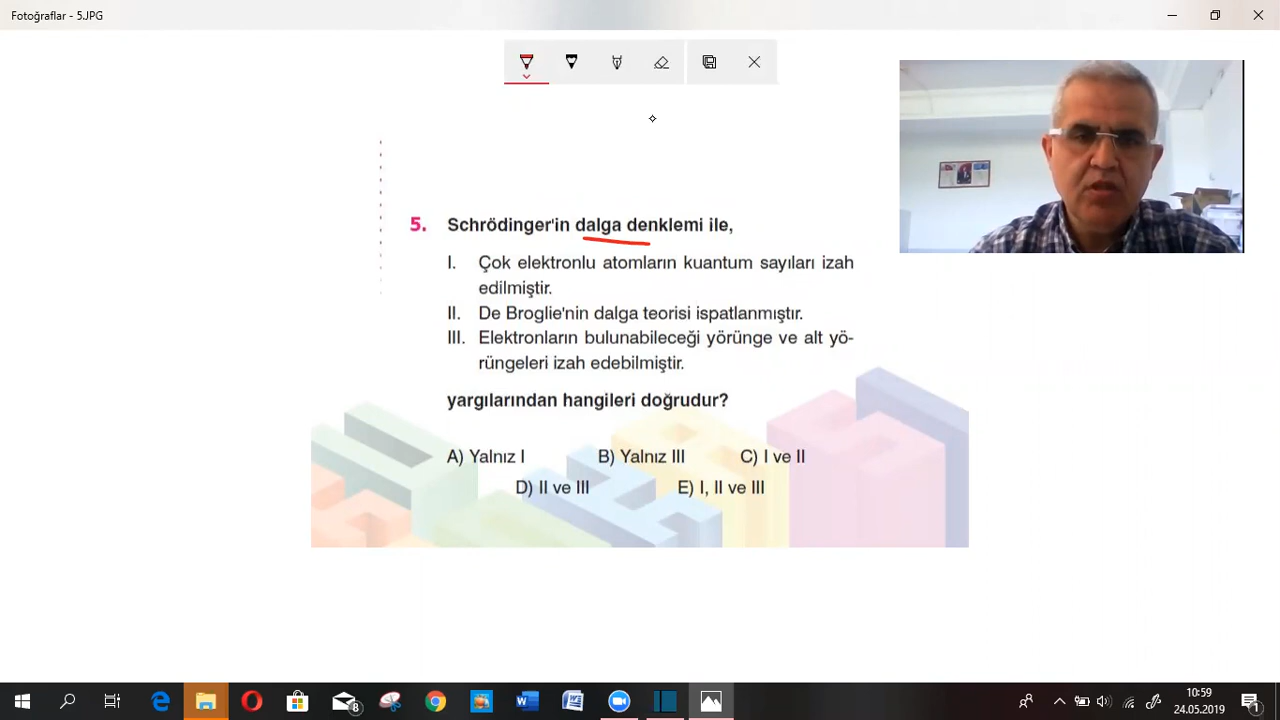 Fotoğraflar - 5.JPG
5. Schrödinger'in dalga denklemi ile,
I. Çok elektronlu atomların kuantum sayıları izah
edilmiştir.
II. De Broglie'nin dalga teorisi ispatlanmıştır.
III. Elektronların bulunabileceği yörünge ve alt yö-
rüngeleri izah edebilmiştir.
yargılarından hangileri doğrudur?
A) Yalnız I B) Yalnız III C) I ve II
D) II ve III E) I, II ve III
8
10:59
24.05.2019
1